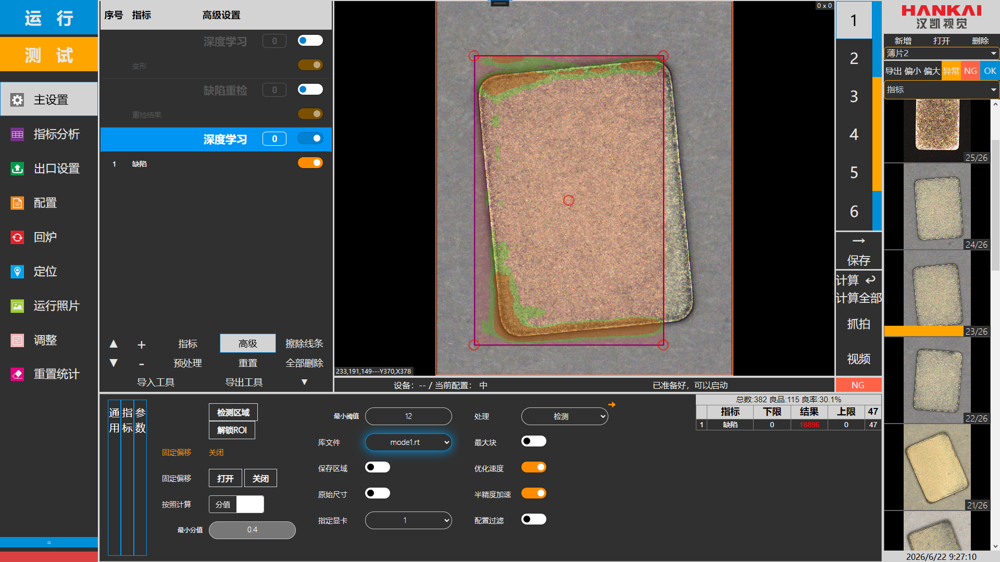 运 行
测 试
主设置
指标分析
出口设置
配置
回炉
定位
运行照片
调整
重置统计
=
序号 指标 高级设置
深度学习 0
变形
缺陷重检 0
重检结果
深度学习 0
1 缺陷
▲ + 指标 高级 擦除线条
▼ - 预处理 重置 全部删除
导入工具 导出工具 ▼
0 x 0
233,191,149---Y370,X378
设备：-- / 当前配置： 中
已准备好，可以启动
1
2
3
4
5
6
→
保存
计算 ↩
计算全部
抓拍
视频
NG
HANKAI
汉凯视觉
新增 打开 删除
薄片2
导出 偏小 偏大 异常 NG OK
指标
25/26
24/26
23/26
22/26
21/26
2026/6/22 9:27:10
通用
指标
参数
检测区域
解锁ROI
固定偏移 关闭
固定偏移 打开 关闭
按照计算 分值
最小分值 0.4
最小阈值 12
库文件 mode1.rt
保存区域
原始尺寸
指定显卡 1
处理 检测
最大块
优化速度
半精度加速
配置过滤
总数:382 良品:115 良率:30.1%
指标 下限 结果 上限 47
1 缺陷 0 18896 0 47